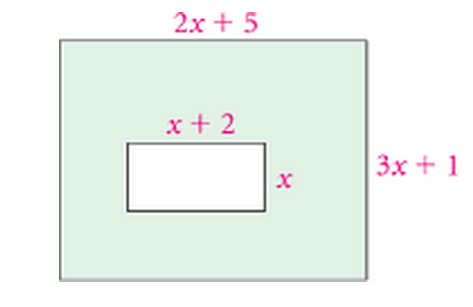 2x + 5
x + 2
x
3x + 1